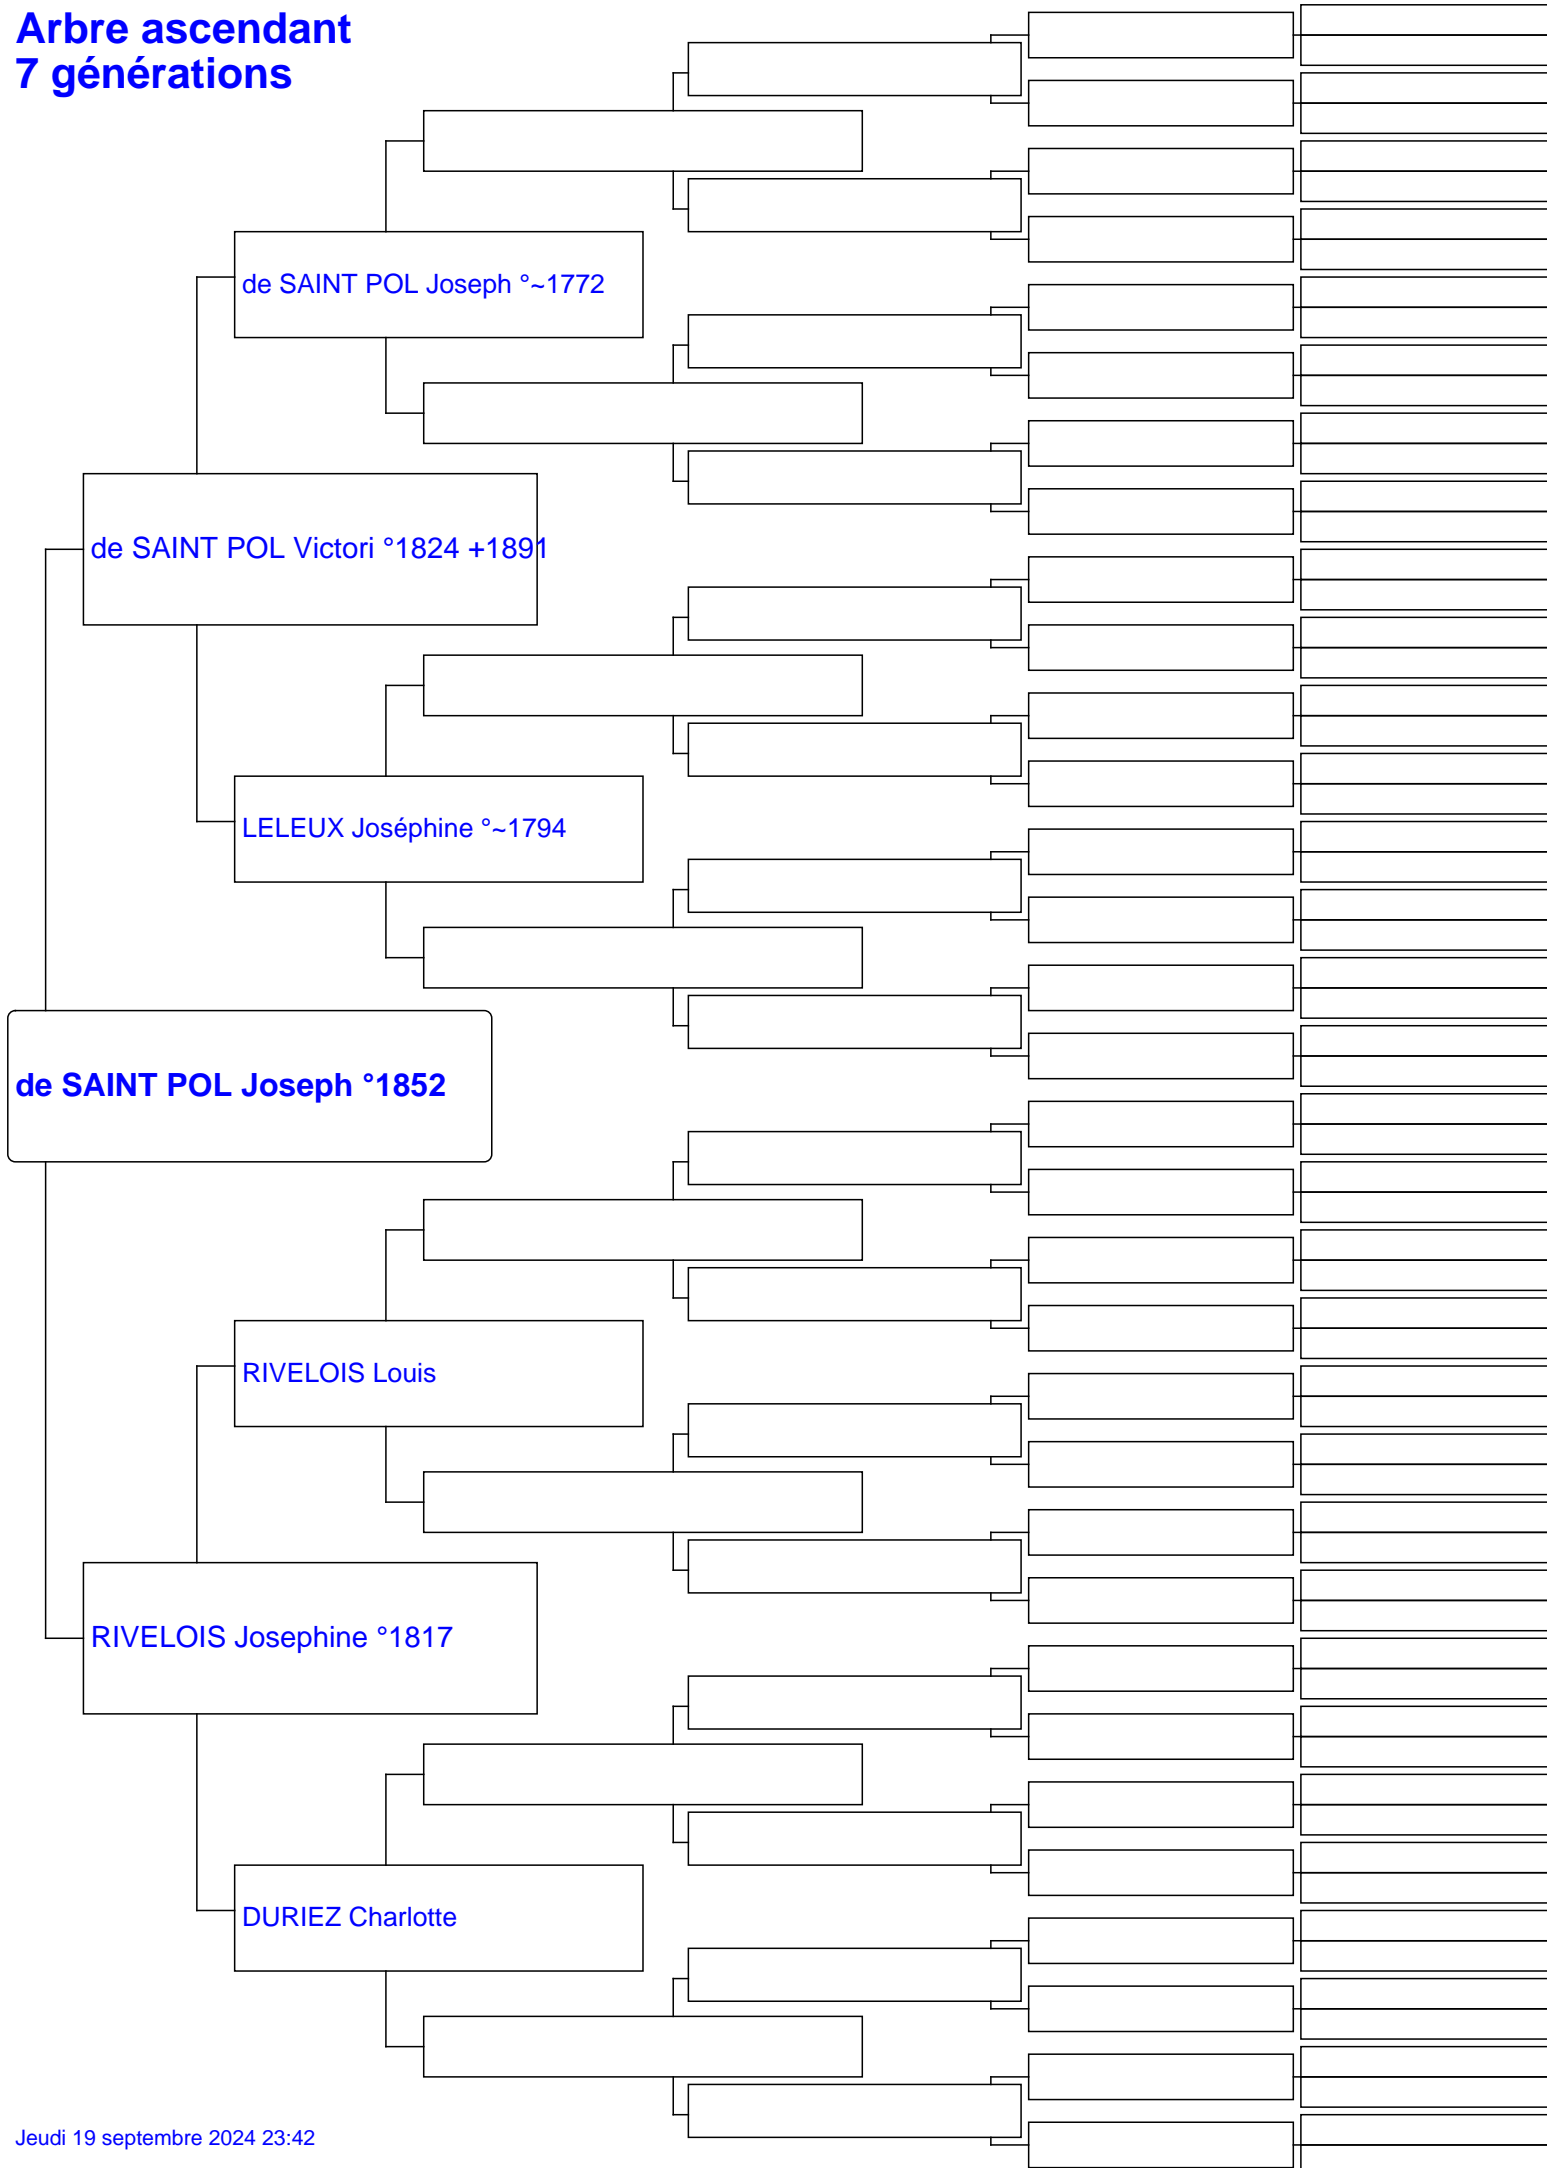 Arbre ascendant
7 générations
de SAINT POL Joseph °~1772
de SAINT POL Victori °1824 +1891
LELEUX Joséphine °~1794
de SAINT POL Joseph °1852
RIVELOIS Louis
RIVELOIS Josephine °1817
DURIEZ Charlotte
Jeudi 19 septembre 2024 23:42